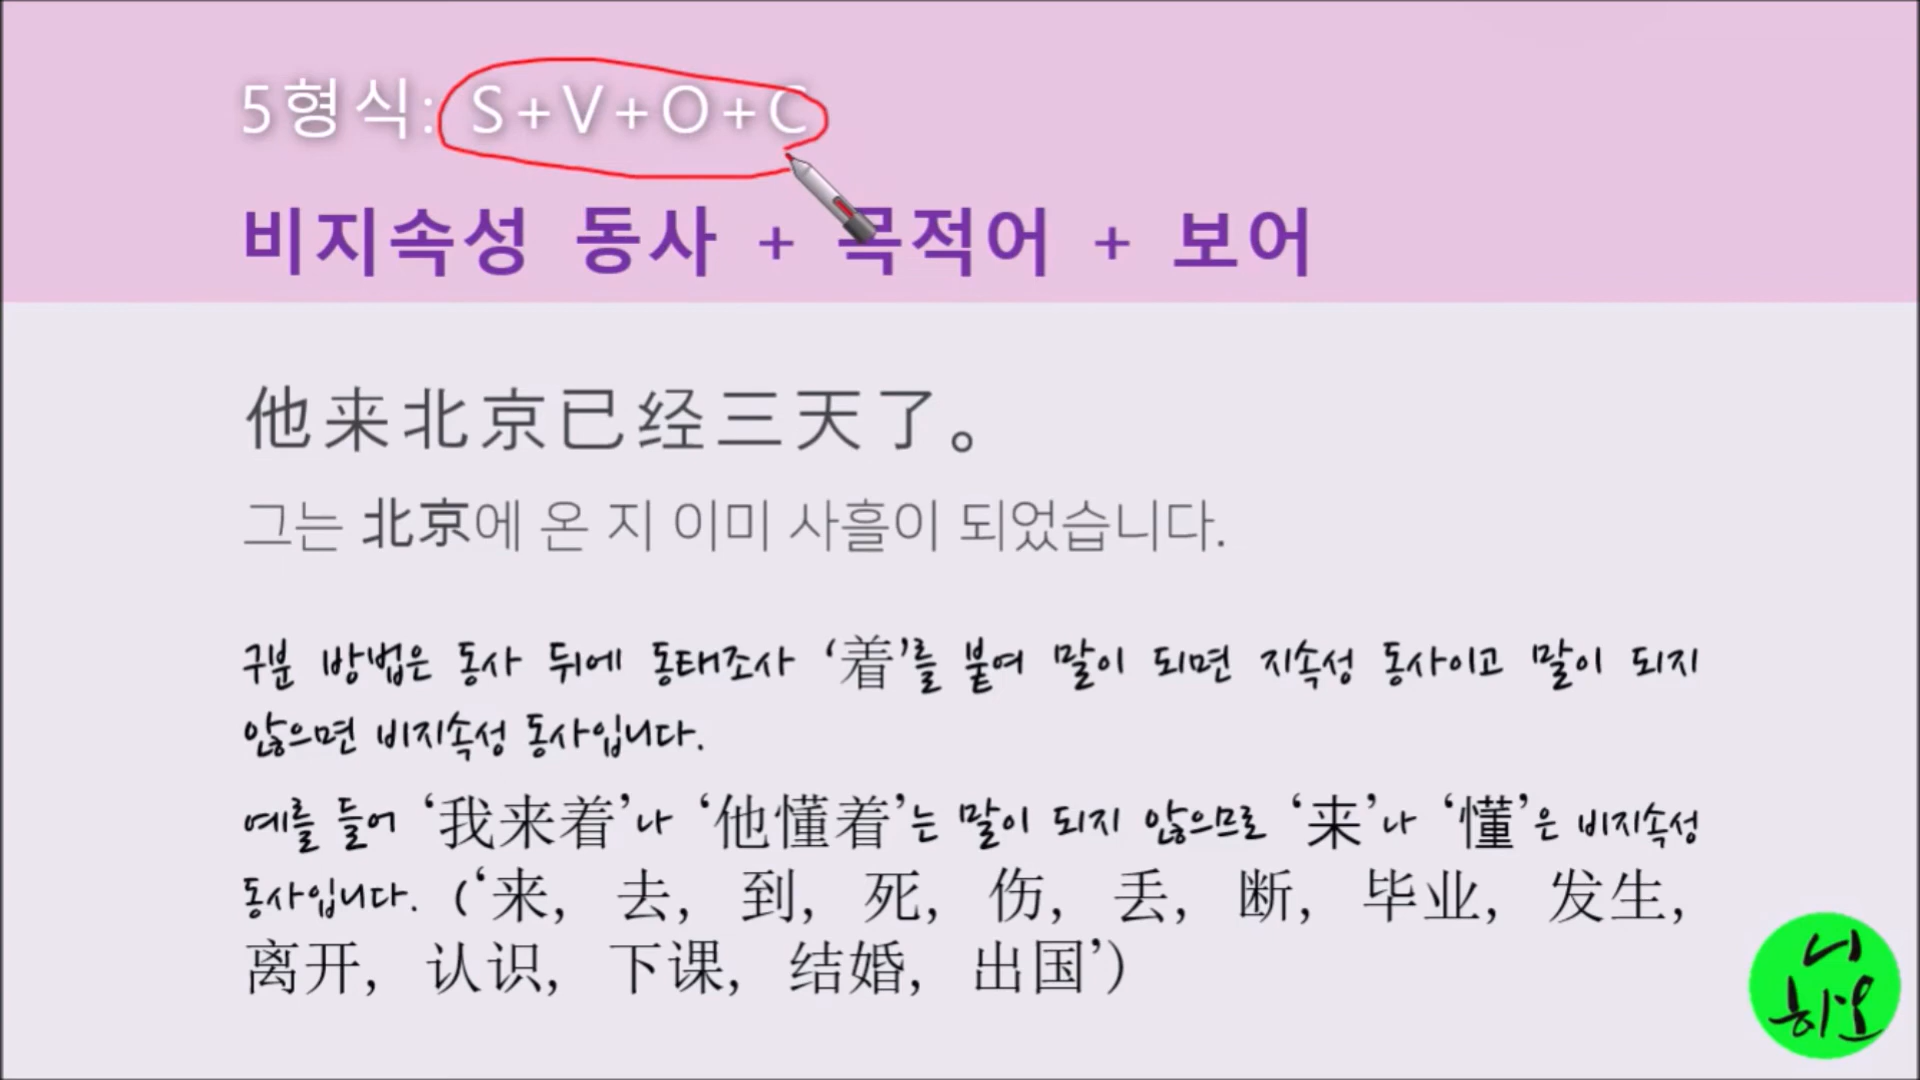 5형식: S+V+O+C
비지속성 동사 + 목적어 + 보어
他来北京已经三天了。
그는 北京에 온 지 이미 사흘이 되었습니다.
구분 방법은 동사 뒤에 동태조사 ‘着’를 붙여 말이 되면 지속성 동사이고 말이 되지
않으면 비지속성 동사입니다.
예를 들어 ‘我来着’나 ‘他懂着’는 말이 되지 않으므로 ‘来’나 ‘懂’은 비지속성
동사입니다. (‘来, 去, 到, 死, 伤, 丢, 断, 毕业, 发生,
离开, 认识, 下课, 结婚, 出国’)
니
하오